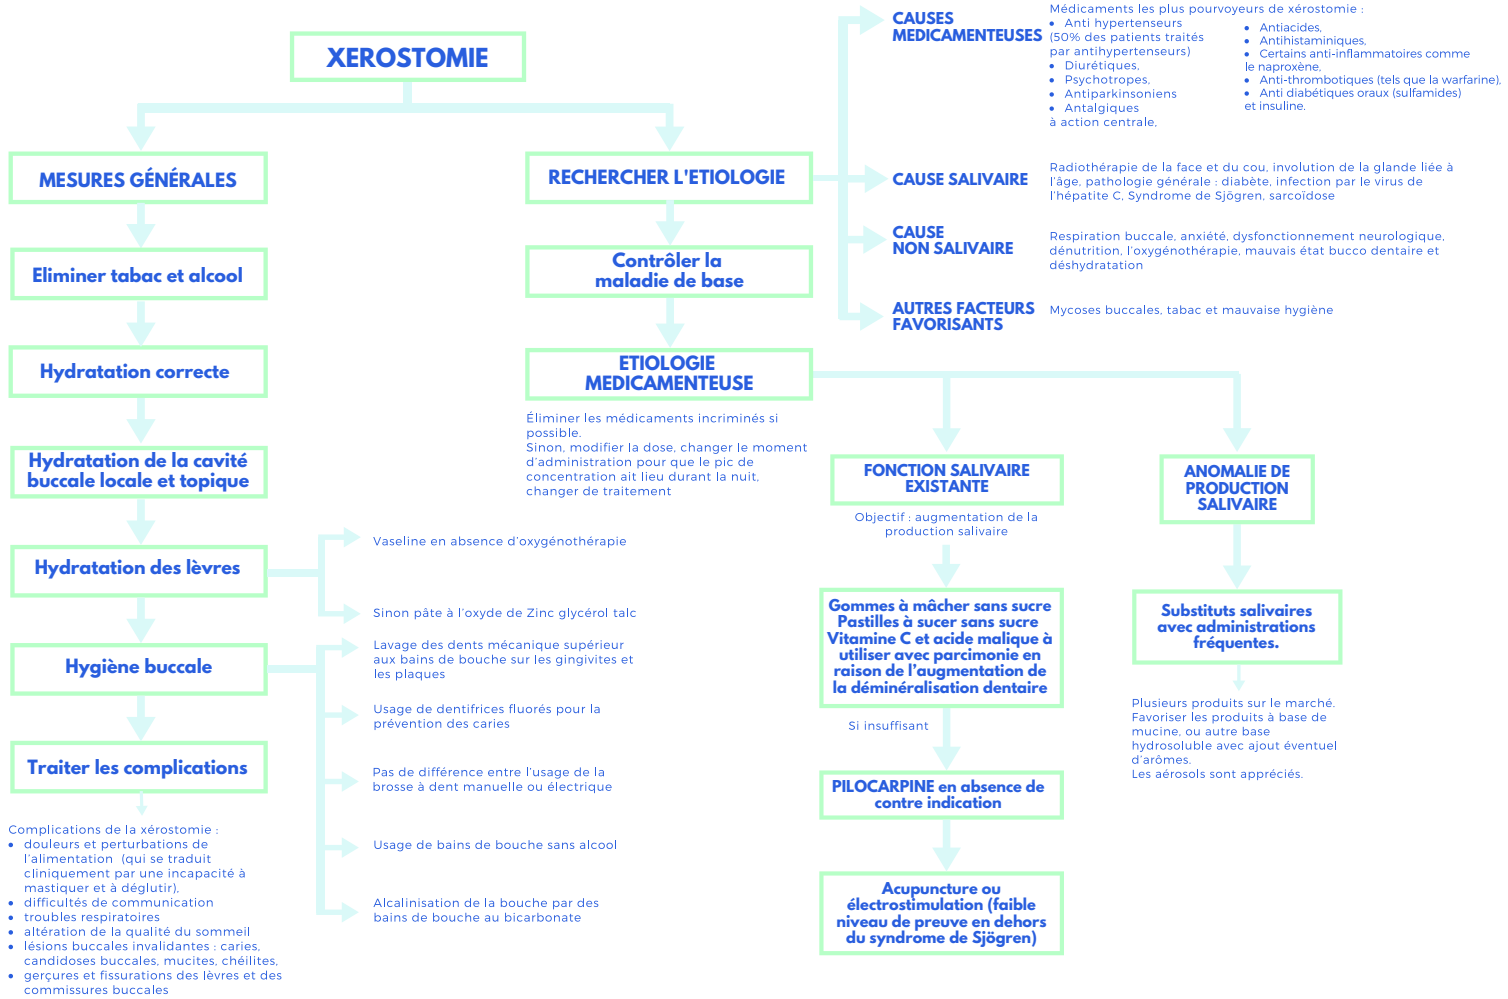 XEROSTOMIE
MESURES GÉNÉRALES
Eliminer tabac et alcool
Hydratation correcte
Hydratation de la cavité
buccale locale et topique
Hydratation des lèvres
Vaseline en absence d'oxygénothérapie
Sinon pâte à l'oxyde de Zinc glycérol talc
Hygiène buccale
Lavage des dents mécanique supérieur
aux bains de bouche sur les gingivites et
les plaques
Usage de dentifrices fluorés pour la
prévention des caries
Pas de différence entre l'usage de la
brosse à dent manuelle ou électrique
Usage de bains de bouche sans alcool
Alcalinisation de la bouche par des
bains de bouche au bicarbonate
Traiter les complications
Complications de la xérostomie :
• douleurs et perturbations de
l'alimentation (qui se traduit
cliniquement par une incapacité à
mastiquer et à déglutir),
• difficultés de communication
• troubles respiratoires
• altération de la qualité du sommeil
• lésions buccales invalidantes : caries,
candidoses buccales, mucites, chéilites,
• gerçures et fissurations des lèvres et des
commissures buccales
RECHERCHER L'ETIOLOGIE
CAUSES
MEDICAMENTEUSES
Médicaments les plus pourvoyeurs de xérostomie :
• Anti hypertenseurs
(50% des patients traités
par antihypertenseurs)
• Diurétiques,
• Psychotropes,
• Antiparkinsoniens
• Antalgiques
à action centrale,
• Antiacides,
• Antihistaminiques,
• Certains anti-inflammatoires comme
le naproxène,
• Anti-thrombotiques (tels que la warfarine),
• Anti diabétiques oraux (sulfamides)
et insuline.
CAUSE SALIVAIRE
Radiothérapie de la face et du cou, involution de la glande liée à
l'âge, pathologie générale : diabète, infection par le virus de
l'hépatite C, Syndrome de Sjögren, sarcoïdose
CAUSE
NON SALIVAIRE
Respiration buccale, anxiété, dysfonctionnement neurologique,
dénutrition, l'oxygénothérapie, mauvais état bucco dentaire et
déshydratation
AUTRES FACTEURS
FAVORISANTS
Mycoses buccales, tabac et mauvaise hygiène
Contrôler la
maladie de base
ETIOLOGIE
MEDICAMENTEUSE
Éliminer les médicaments incriminés si
possible.
Sinon, modifier la dose, changer le moment
d'administration pour que le pic de
concentration ait lieu durant la nuit,
changer de traitement
FONCTION SALIVAIRE
EXISTANTE
Objectif : augmentation de la
production salivaire
Gommes à mâcher sans sucre
Pastilles à sucer sans sucre
Vitamine C et acide malique à
utiliser avec parcimonie en
raison de l'augmentation de
la déminéralisation dentaire
Si insuffisant
PILOCARPINE en absence de
contre indication
Acupuncture ou
électrostimulation (faible
niveau de preuve en dehors
du syndrome de Sjögren)
ANOMALIE DE
PRODUCTION
SALIVAIRE
Substituts salivaires
avec administrations
fréquentes.
Plusieurs produits sur le marché.
Favoriser les produits à base de
mucine, ou autre base
hydrosoluble avec ajout éventuel
d'arômes.
Les aérosols sont appréciés.